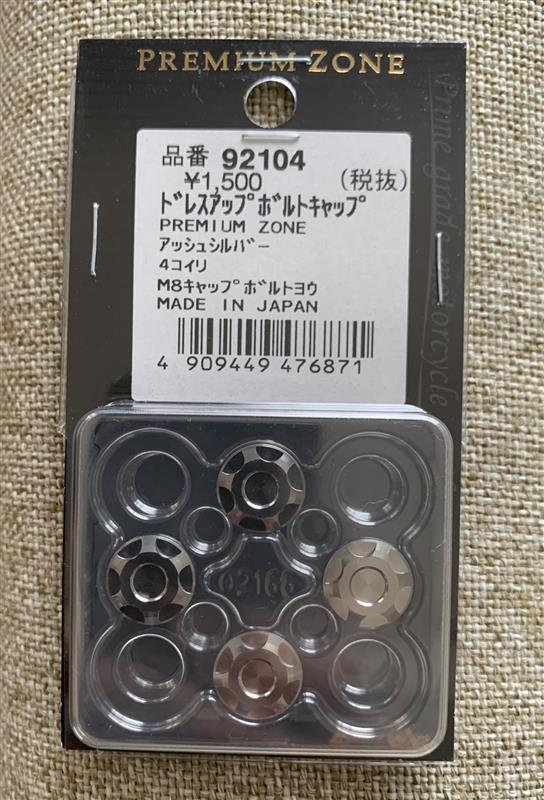 PREMIUM ZONE
品番 92104
¥1,500 (税抜)
ﾄﾞﾚｽｱｯﾌﾟﾎﾞﾙﾄｷｬｯﾌﾟ
PREMIUM ZONE
ｱｯｼｭｼﾙﾊﾞｰ
4ｺｲﾘ
M8ｷｬｯﾌﾟﾎﾞﾙﾄﾖｳ
MADE IN JAPAN
4 909449 476871
Prime grade motorcycle
02166